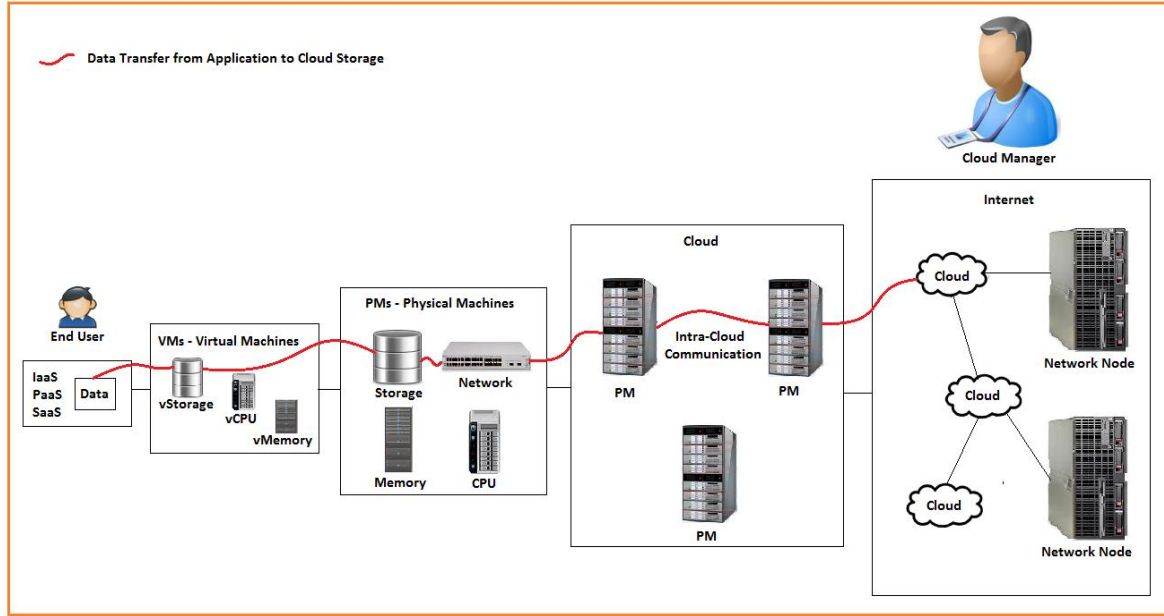 Data Transfer from Application to Cloud Storage
Cloud Manager
End User
IaaS
PaaS
SaaS
Data
VMs - Virtual Machines
vStorage
vCPU
vMemory
PMs - Physical Machines
Storage
Network
Memory
CPU
Cloud
Intra-Cloud
Communication
PM
PM
PM
Internet
Cloud
Network Node
Cloud
Cloud
Network Node